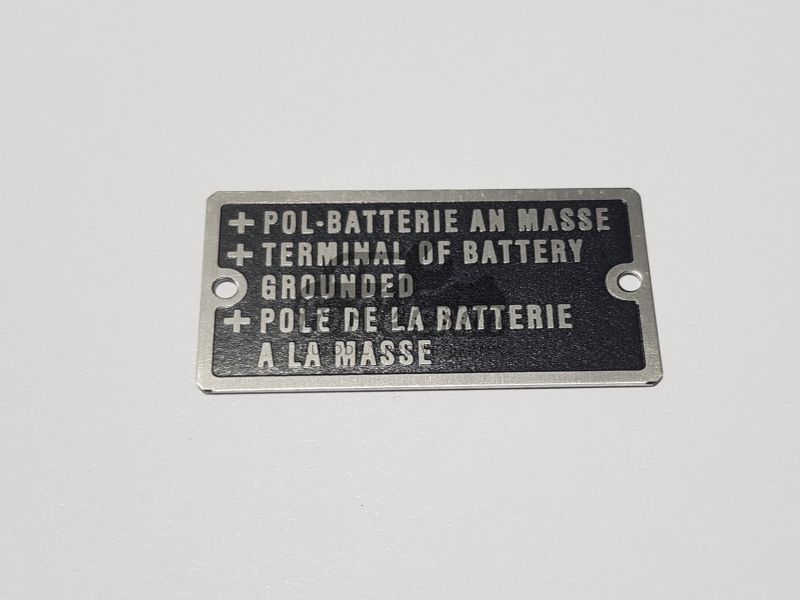 + POL-BATTERIE AN MASSE
+ TERMINAL OF BATTERY
GROUNDED
+ POLE DE LA BATTERIE
A LA MASSE